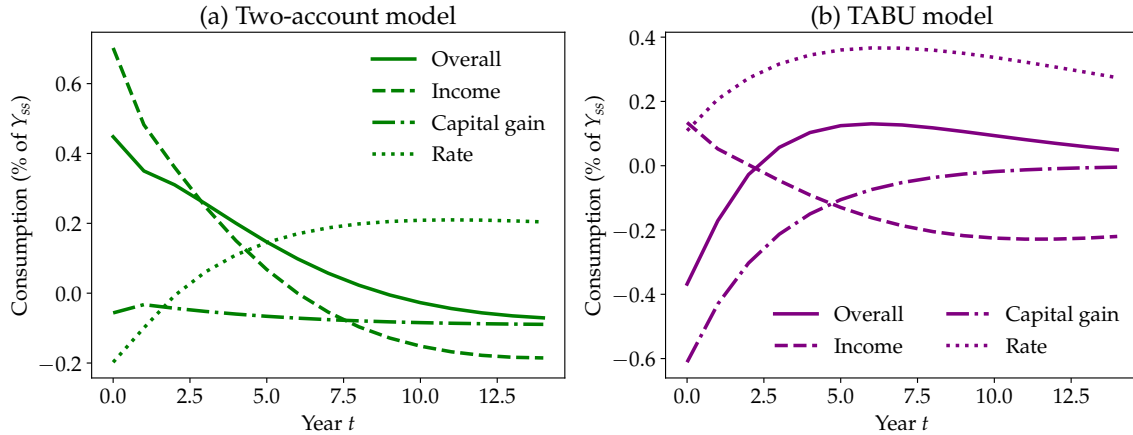 (a) Two-account model
Consumption (% of Y_ss)
0.6
0.4
0.2
0.0
−0.2
Overall
Income
Capital gain
Rate
0.0 2.5 5.0 7.5 10.0 12.5
Year t
(b) TABU model
Consumption (% of Y_ss)
0.4
0.2
0.0
−0.2
−0.4
−0.6
Overall Capital gain
Income Rate
0.0 2.5 5.0 7.5 10.0 12.5
Year t